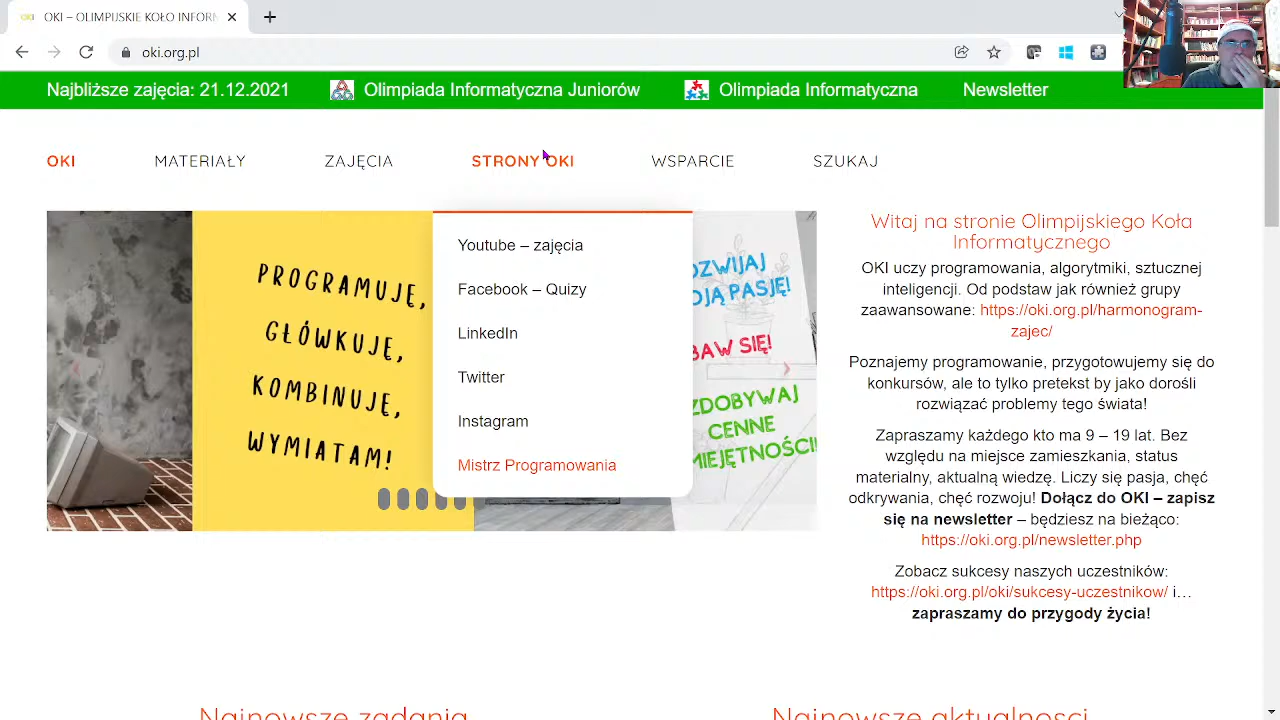 OKI – OLIMPIJSKIE KOŁO INFORM
oki.org.pl
Najbliższe zajęcia: 21.12.2021 Olimpiada Informatyczna Juniorów Olimpiada Informatyczna Newsletter
OKI MATERIAŁY ZAJĘCIA STRONY OKI WSPARCIE SZUKAJ
PROGRAMUJĘ,
GŁÓWKUJĘ,
KOMBINUJĘ,
WYMIATAM!
Youtube – zajęcia
Facebook – Quizy
LinkedIn
Twitter
Instagram
Mistrz Programowania
OZWIJAJ
OJĄ PASJĘ!
BAW SIĘ!
ZDOBYWAJ
CENNE
MIEJĘTNOŚCI!
Witaj na stronie Olimpijskiego Koła
Informatycznego
OKI uczy programowania, algorytmiki, sztucznej
inteligencji. Od podstaw jak również grupy
zaawansowane: https://oki.org.pl/harmonogram-
zajec/
Poznajemy programowanie, przygotowujemy się do
konkursów, ale to tylko pretekst by jako dorośli
rozwiązać problemy tego świata!
Zapraszamy każdego kto ma 9 – 19 lat. Bez
względu na miejsce zamieszkania, status
materialny, aktualną wiedzę. Liczy się pasja, chęć
odkrywania, chęć rozwoju! Dołącz do OKI – zapisz
się na newsletter – będziesz na bieżąco:
https://oki.org.pl/newsletter.php
Zobacz sukcesy naszych uczestników:
https://oki.org.pl/oki/sukcesy-uczestnikow/ i…
zapraszamy do przygody życia!
Najnowsze zadania
Najnowsze aktualnosci